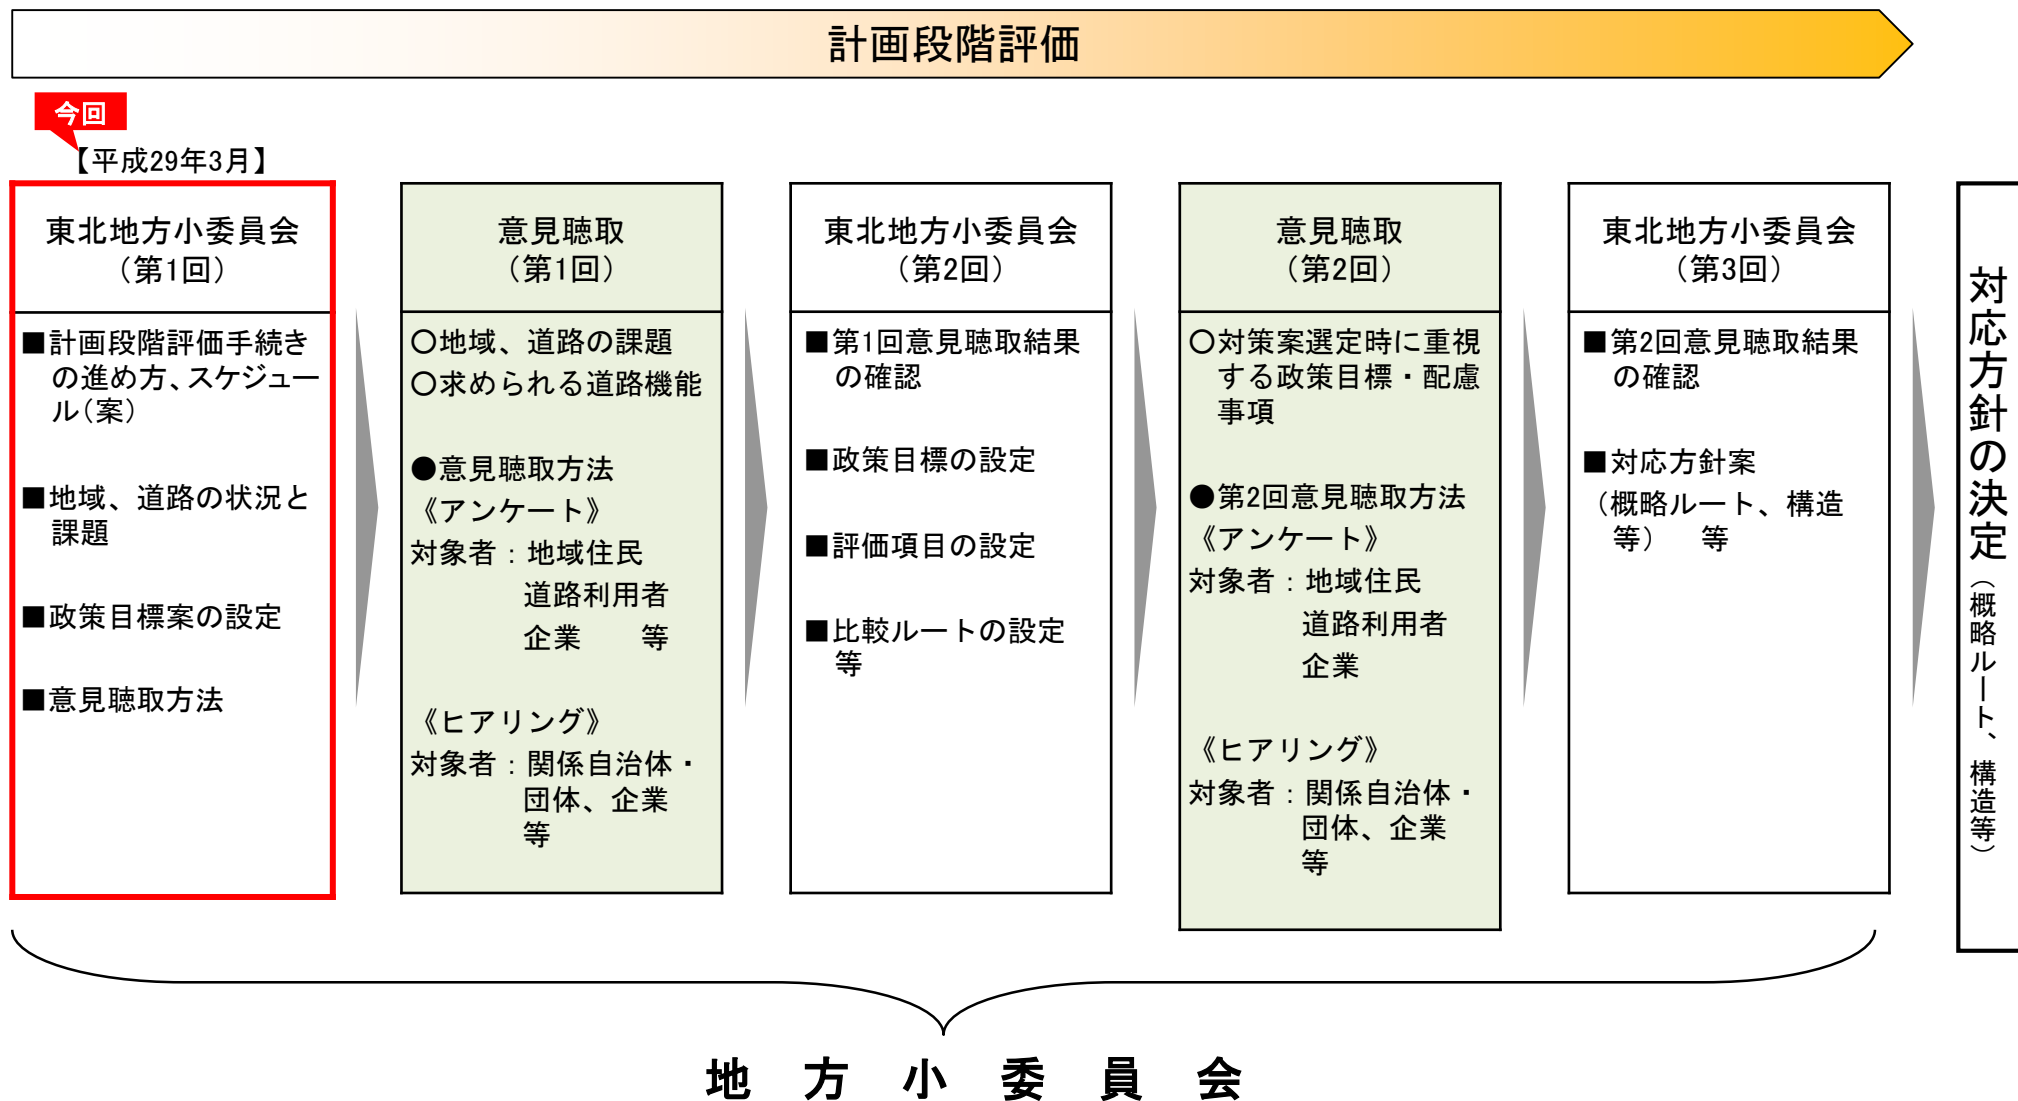 計画段階評価
今回
【平成29年3月】
東北地方小委員会
（第1回）
■計画段階評価手続き
の進め方、スケジュー
ル（案）
■地域、道路の状況と
課題
■政策目標案の設定
■意見聴取方法
意見聴取
（第1回）
○地域、道路の課題
○求められる道路機能
●意見聴取方法
《アンケート》
対象者：地域住民
道路利用者
企業　　等
《ヒアリング》
対象者：関係自治体・
団体、企業
等
東北地方小委員会
（第2回）
■第1回意見聴取結果
の確認
■政策目標の設定
■評価項目の設定
■比較ルートの設定
等
意見聴取
（第2回）
○対策案選定時に重視
する政策目標・配慮
事項
●第2回意見聴取方法
《アンケート》
対象者：地域住民
道路利用者
企業
《ヒアリング》
対象者：関係自治体・
団体、企業
等
東北地方小委員会
（第3回）
■第2回意見聴取結果
の確認
■対応方針案
（概略ルート、構造
等）　等
対応方針の決定（概略ルート、構造等）
地　方　小　委　員　会